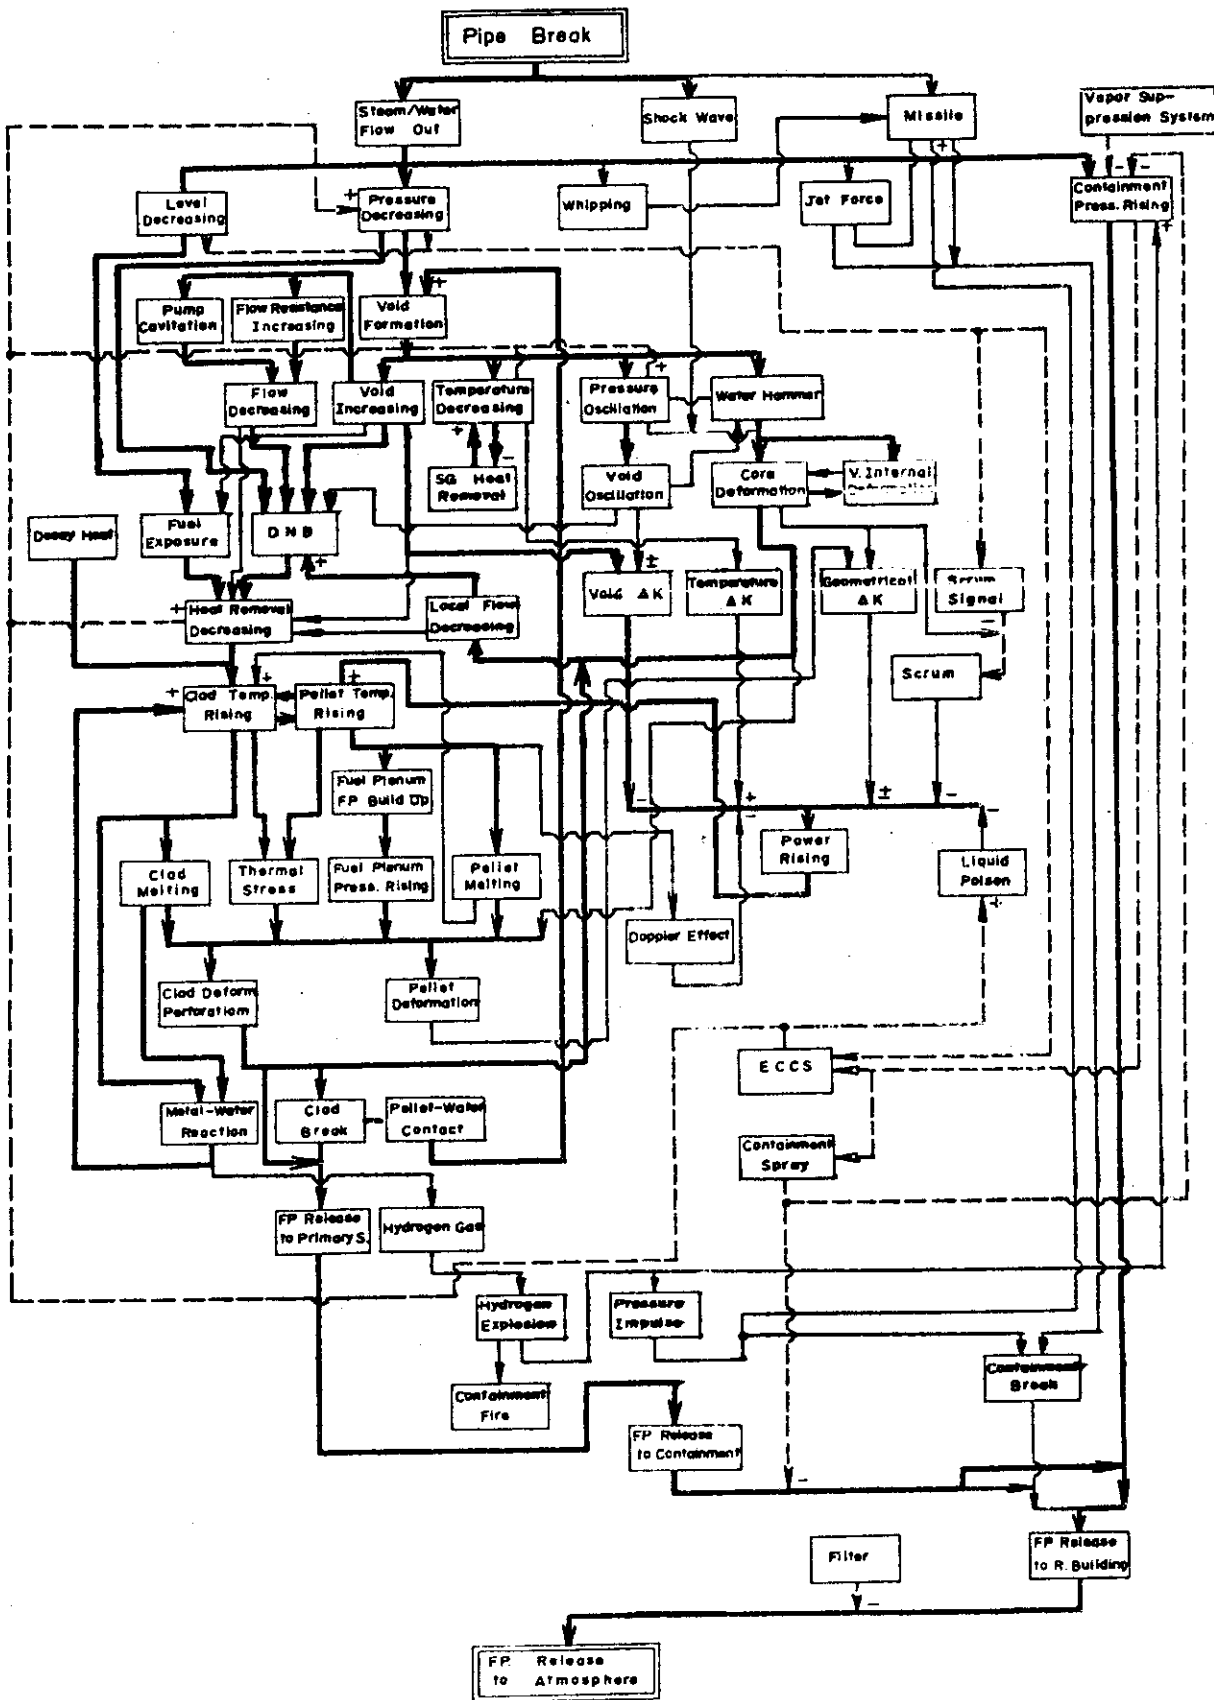 Pipe Break
Steam/Water
Flow Out
Shock Wave
Missile
Vapor Sup-
pression System
+
Level
Decreasing
+
Pressure
Decreasing
Whipping
Jet Force
-
-
Containment
Press. Rising
+
Pump
Cavitation
Flow Resistance
Increasing
Void
Formation
+
Flow
Decreasing
Void
Increasing
Temperature
Decreasing
Pressure
Oscillation
+
Water Hammer
+
-
SG Heat
Removal
Void
Oscillation
Core
Deformation
V. Internal
Deformation
Decay Heat
Fuel
Exposure
DNB
+
±
Void ΔK
Temperature
ΔK
Geometrical
ΔK
Scrum
Signal
+
Heat Removal
Decreasing
Local Flow
Decreasing
-
Scrum
+
+
Clad Temp.
Rising
±
Pellet Temp.
Rising
Fuel Plenum
FP Build Up
-
+
-
±
-
-
Power
Rising
Clad
Melting
Thermal
Stress
Fuel Plenum
Press. Rising
Pellet
Melting
Liquid
Poison
+
Doppler Effect
Clad Deform
Perforation
Pellet
Deformation
ECCS
Metal-Water
Reaction
Clad
Break
Pellet-Water
Contact
Containment
Spray
FP Release
to Primary S.
Hydrogen Gas
Hydrogen
Explosion
Pressure
Impulse
Containment
Break
Containment
Fire
FP Release
to Containment
-
Filter
-
FP Release
to R. Building
FP. Release
to Atmosphere